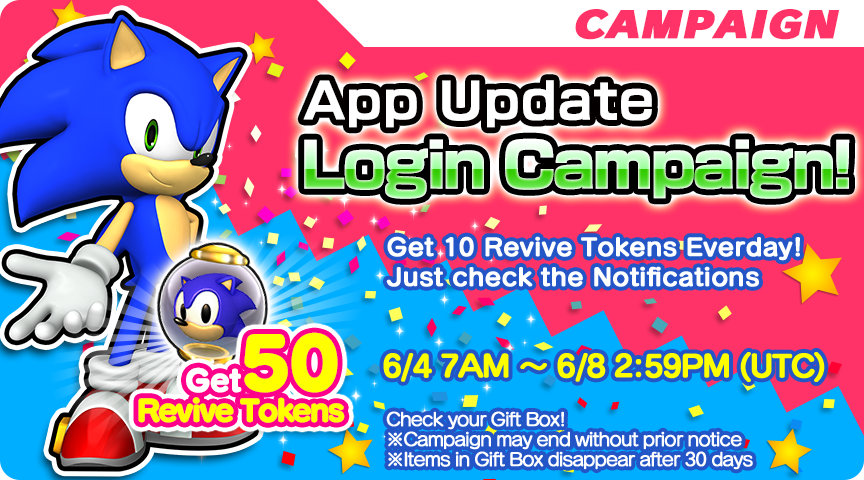 CAMPAIGN
App Update
Login Campaign!
Get 10 Revive Tokens Everday!
Just check the Notifications
Get 50
Revive Tokens
6/4 7AM ～ 6/8 2:59PM (UTC)
Check your Gift Box!
※Campaign may end without prior notice
※Items in Gift Box disappear after 30 days